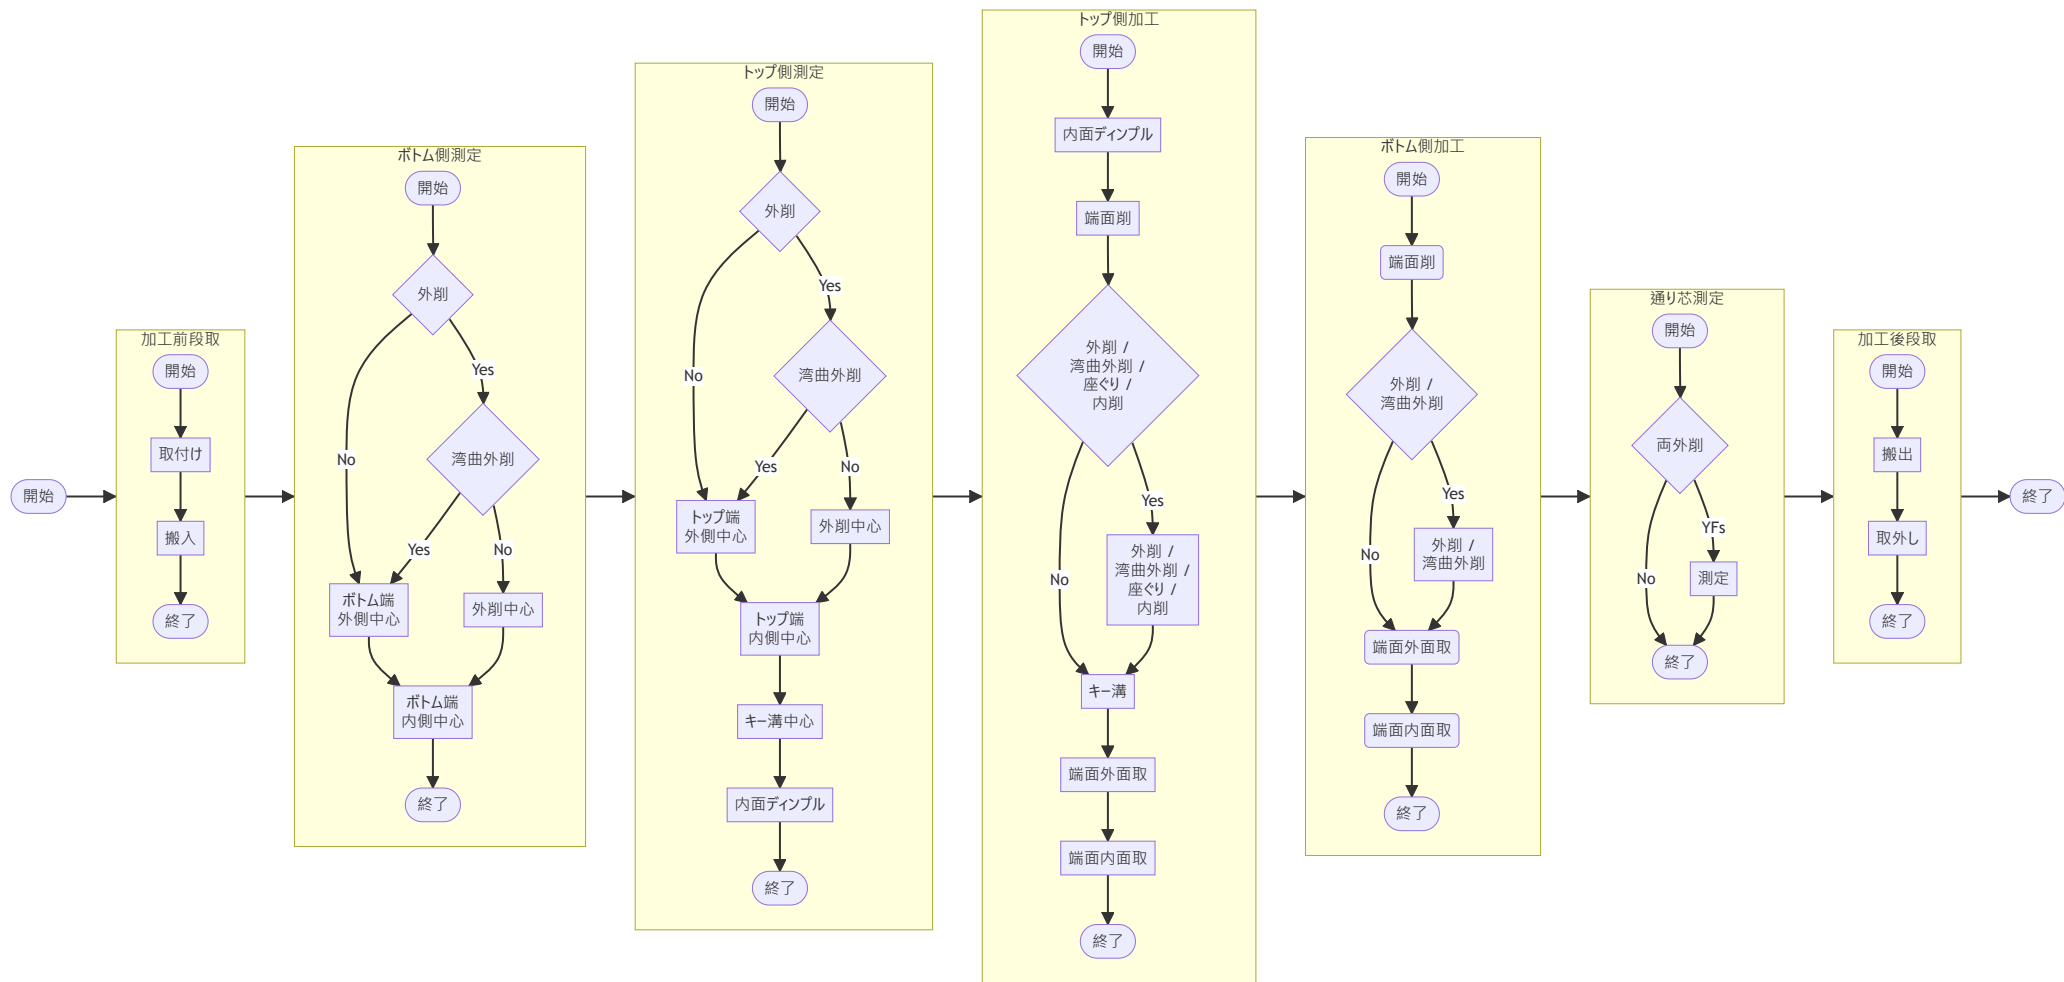 開始
加工前段取
開始
取付け
搬入
終了
ボトム側測定
開始
外削
Yes
湾曲外削
No
Yes
No
ボトム端
外側中心
外削中心
ボトム端
内側中心
終了
トップ側測定
開始
外削
Yes
No
湾曲外削
Yes
No
トップ端
外側中心
外削中心
トップ端
内側中心
キー溝中心
内面ディンプル
終了
トップ側加工
開始
内面ディンプル
端面削
外削 /
湾曲外削 /
座ぐり /
内削
Yes
No
外削 /
湾曲外削 /
座ぐり /
内削
キー溝
端面外面取
端面内面取
終了
ボトム側加工
開始
端面削
外削 /
湾曲外削
Yes
No
外削 /
湾曲外削
端面外面取
端面内面取
終了
通り芯測定
開始
両外削
YFs
No
測定
終了
加工後段取
開始
搬出
取外し
終了
終了